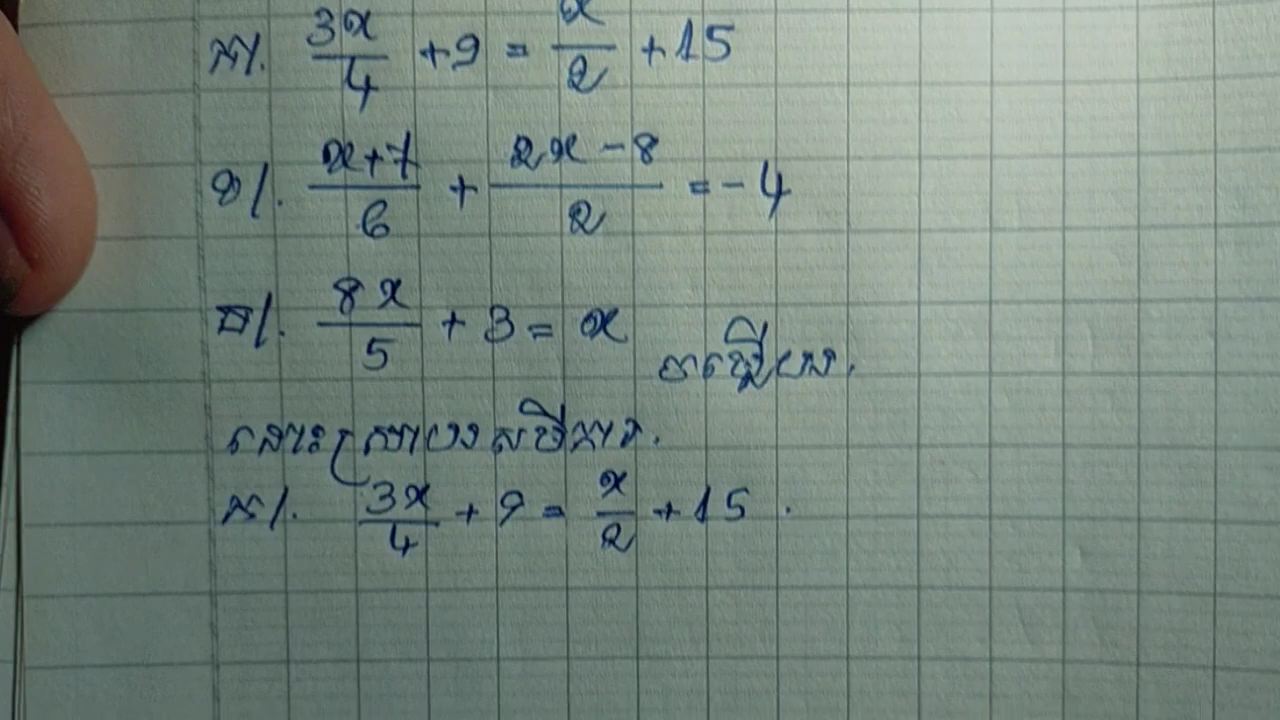 ក/. 3x/4 + 9 = x/2 + 15
ខ/. x+7/6 + 2x-8/2 = -4
គ/. 8x/5 + 3 = x
ចម្លើយ.
ដោះស្រាយសមីការ.
ក/. 3x/4 + 9 = x/2 + 15 .